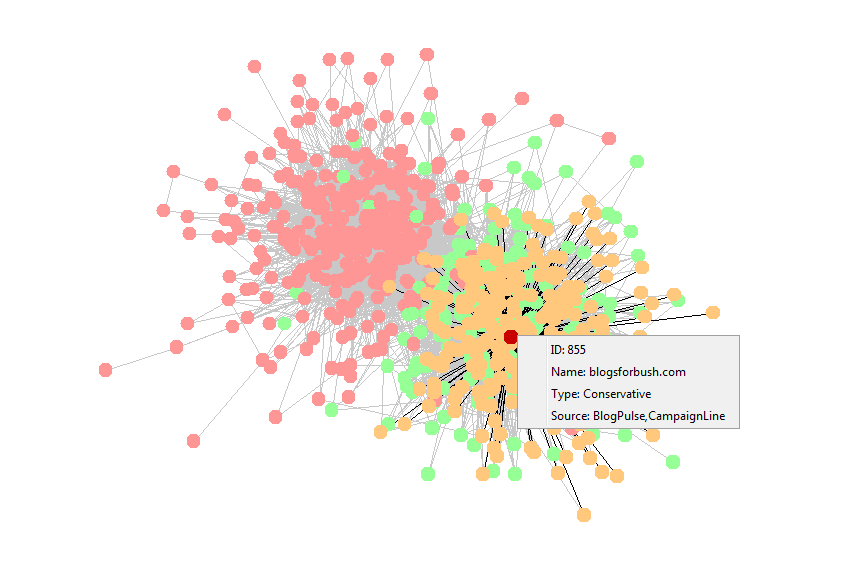 ID: 855
Name: blogsforbush.com
Type: Conservative
Source: BlogPulse,CampaignLine